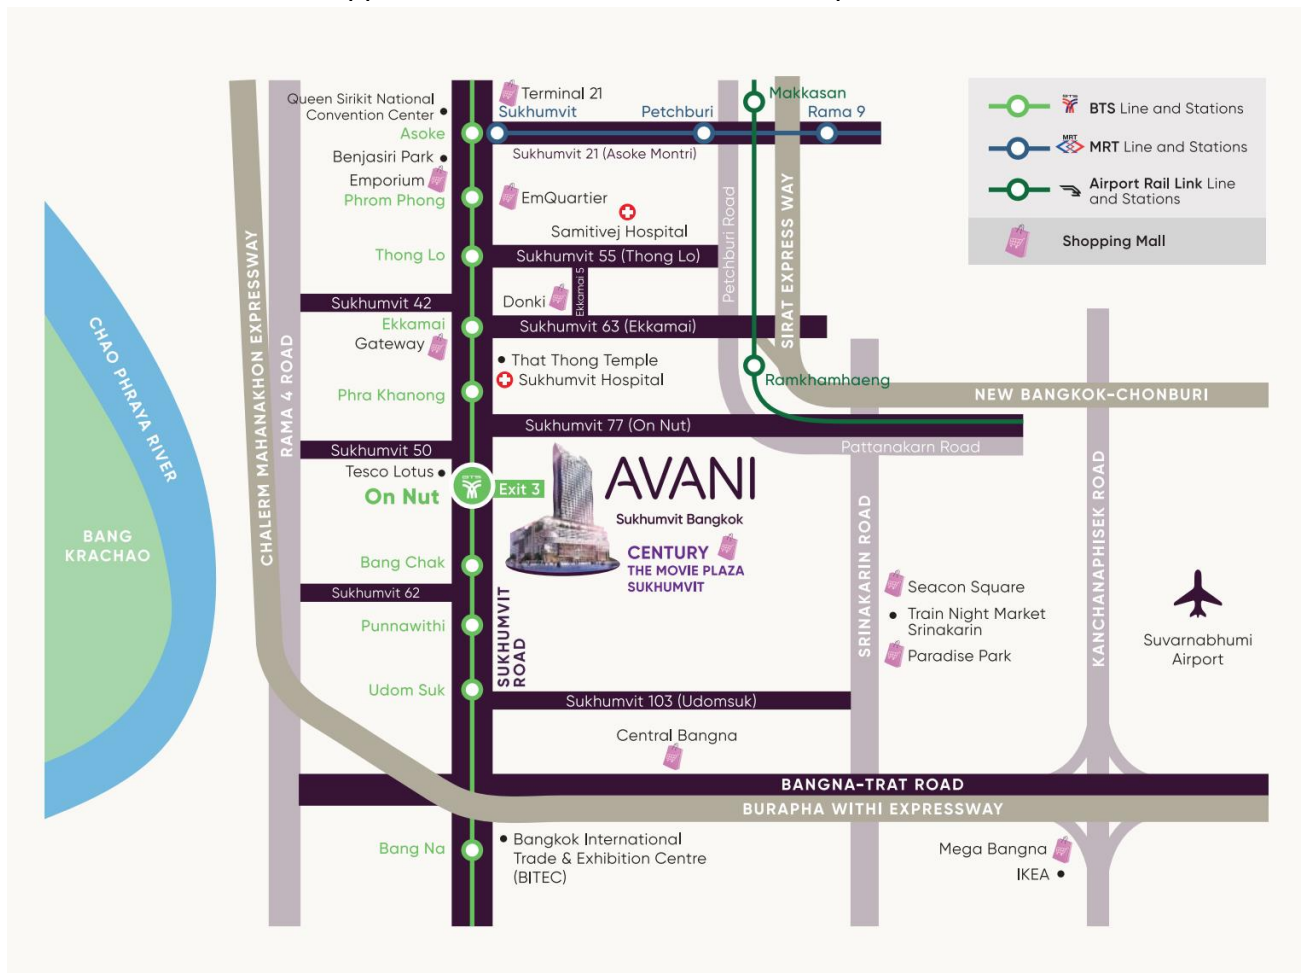 Queen Sirikit National
Convention Center
Terminal 21
Asoke
Sukhumvit
Petchburi
Rama 9
Makkasan
Sukhumvit 21 (Asoke Montri)
Benjasiri Park
Emporium
Phrom Phong
EmQuartier
Samitivej Hospital
Thong Lo
Sukhumvit 55 (Thong Lo)
Petchburi Road
SIRAT EXPRESS WAY
Sukhumvit 42
Donki
Ekkamai 5
Ekkamai
Sukhumvit 63 (Ekkamai)
Gateway
That Thong Temple
Sukhumvit Hospital
Ramkhamhaeng
Phra Khanong
NEW BANGKOK-CHONBURI
Sukhumvit 77 (On Nut)
Pattanakarn Road
Sukhumvit 50
Tesco Lotus
On Nut
BTS
Exit 3
AVANI
Sukhumvit Bangkok
CENTURY
THE MOVIE PLAZA
SUKHUMVIT
Bang Chak
Sukhumvit 62
Punnawithi
SUKHUMVIT
ROAD
Udom Suk
Sukhumvit 103 (Udomsuk)
Central Bangna
BANGNA-TRAT ROAD
BURAPHA WITHI EXPRESSWAY
Bang Na
Bangkok International
Trade & Exhibition Centre
(BITEC)
Mega Bangna
IKEA
CHAO PHRAYA RIVER
BANG
KRACHAO
CHALERM MAHANAKHON EXPRESSWAY
RAMA 4 ROAD
SRINAKARIN ROAD
Seacon Square
Train Night Market
Srinakarin
Paradise Park
KANCHANAPHISEK ROAD
Suvarnabhumi
Airport
BTS
BTS Line and Stations
MRT
MRT Line and Stations
Airport Rail Link Line
and Stations
Shopping Mall